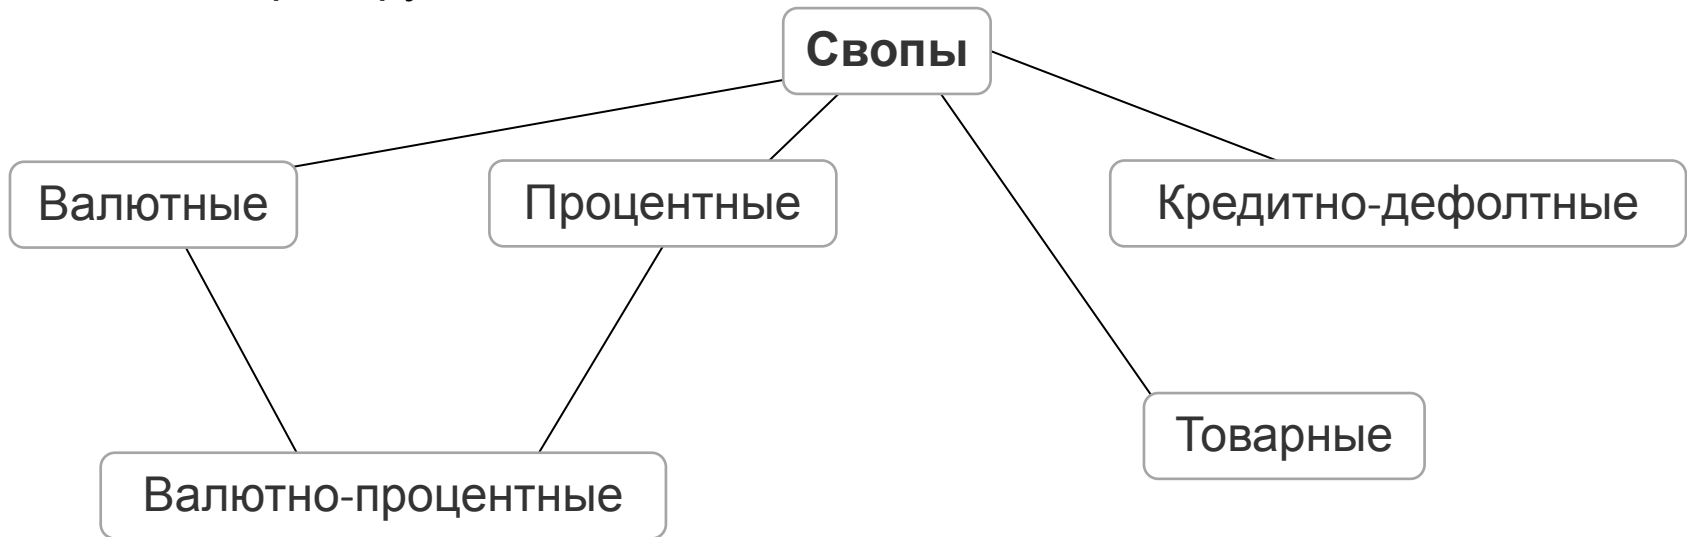 Свопы
Валютные
Процентные
Кредитно-дефолтные
Товарные
Валютно-процентные